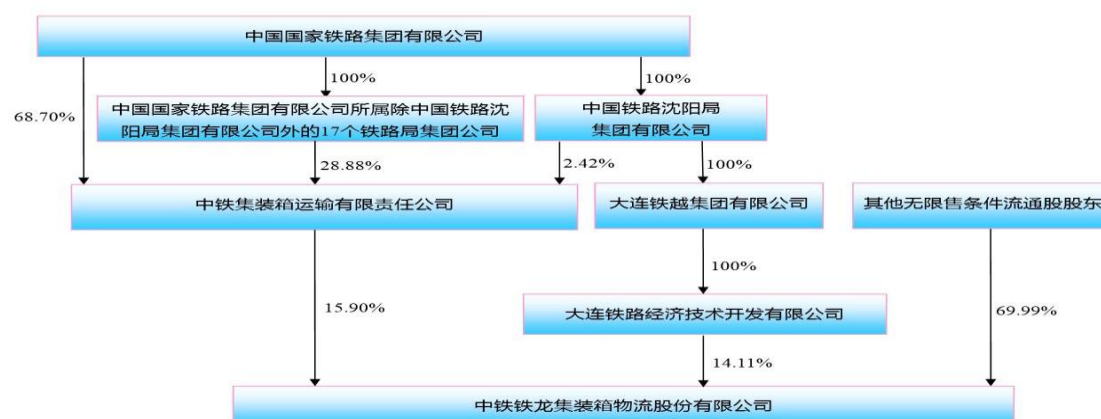 中国国家铁路集团有限公司
68.70%
100%
100%
中国国家铁路集团有限公司所属除中国铁路沈
阳局集团有限公司外的17个铁路局集团公司
中国铁路沈阳局
集团有限公司
28.88%
2.42%
100%
中铁集装箱运输有限责任公司
大连铁越集团有限公司
其他无限售条件流通股股东
15.90%
100%
大连铁路经济技术开发有限公司
69.99%
14.11%
中铁铁龙集装箱物流股份有限公司